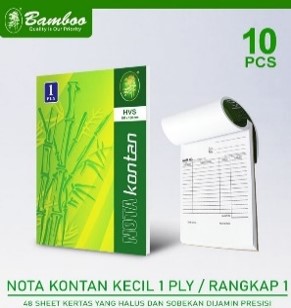 Bamboo
Quality is Our Priority
10
PCS
1
PLY
HVS
NOTA kontan
NOTA KONTAN KECIL 1 PLY / RANGKAP 1
48 SHEET KERTAS YANG HALUS DAN SOBEKAN DIJAMIN PRESISI